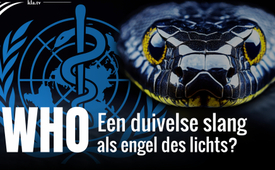 kla.tv
WHO
Een duivelse slang
als engel des lichts?